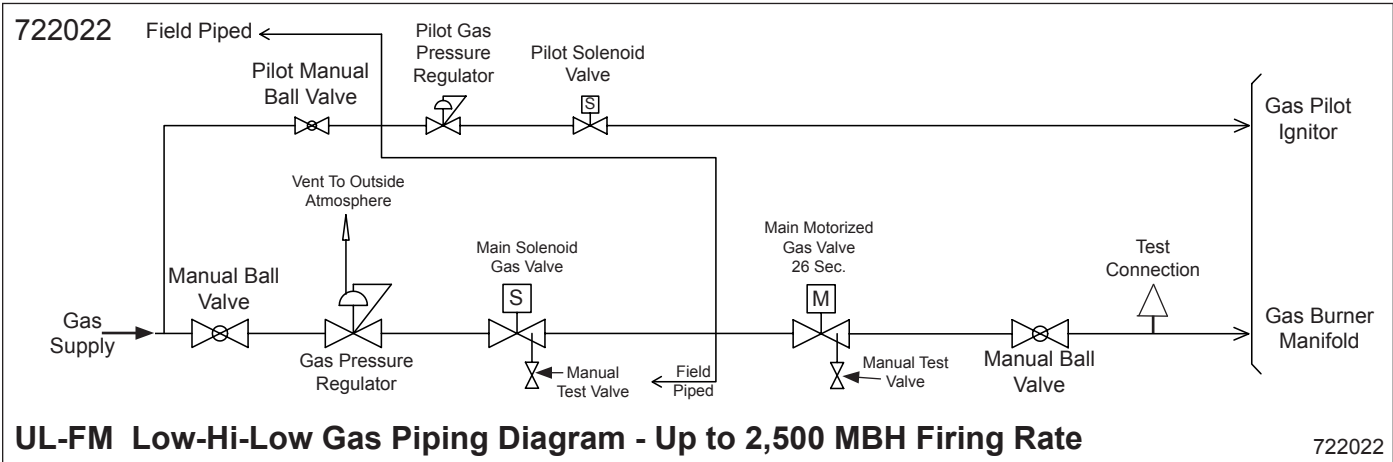 722022
Field Piped
Pilot Gas
Pressure
Regulator
Pilot Solenoid
Valve
Pilot Manual
Ball Valve
S
Gas Pilot
Ignitor
Vent To Outside
Atmosphere
Main Solenoid
Gas Valve
Main Motorized
Gas Valve
26 Sec.
Test
Connection
Manual Ball
Valve
S
M
Gas
Supply
Gas Burner
Manifold
Gas Pressure
Regulator
Manual
Test Valve
Field
Piped
Manual Test
Valve
Manual Ball
Valve
UL-FM Low-Hi-Low Gas Piping Diagram - Up to 2,500 MBH Firing Rate
722022